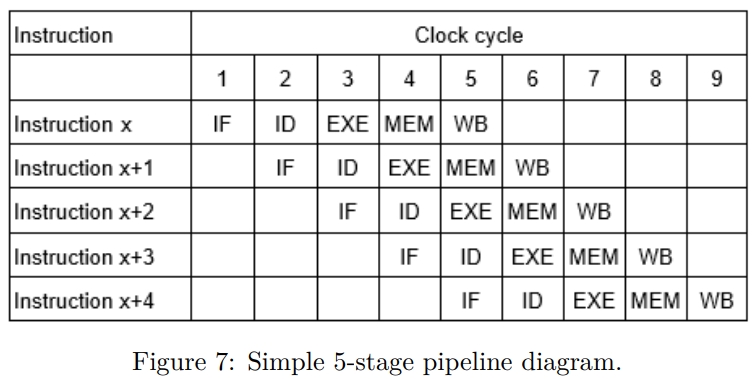 Instruction Clock cycle
1 2 3 4 5 6 7 8 9
Instruction x IF ID EXE MEM WB
Instruction x+1 IF ID EXE MEM WB
Instruction x+2 IF ID EXE MEM WB
Instruction x+3 IF ID EXE MEM WB
Instruction x+4 IF ID EXE MEM WB
Figure 7: Simple 5-stage pipeline diagram.